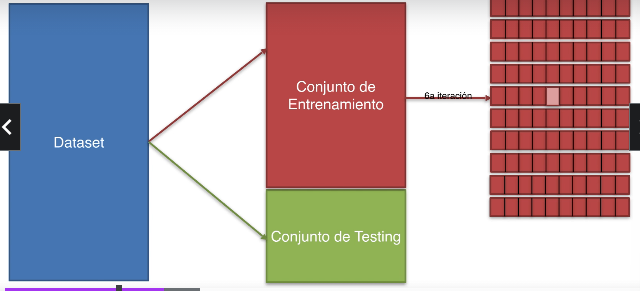 Dataset
Conjunto de
Entrenamiento
6a iteración
Conjunto de Testing